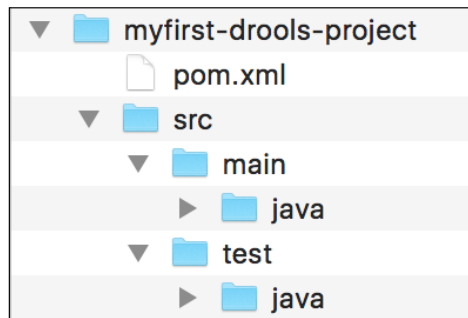 myfirst-drools-project
pom.xml
src
main
java
test
java